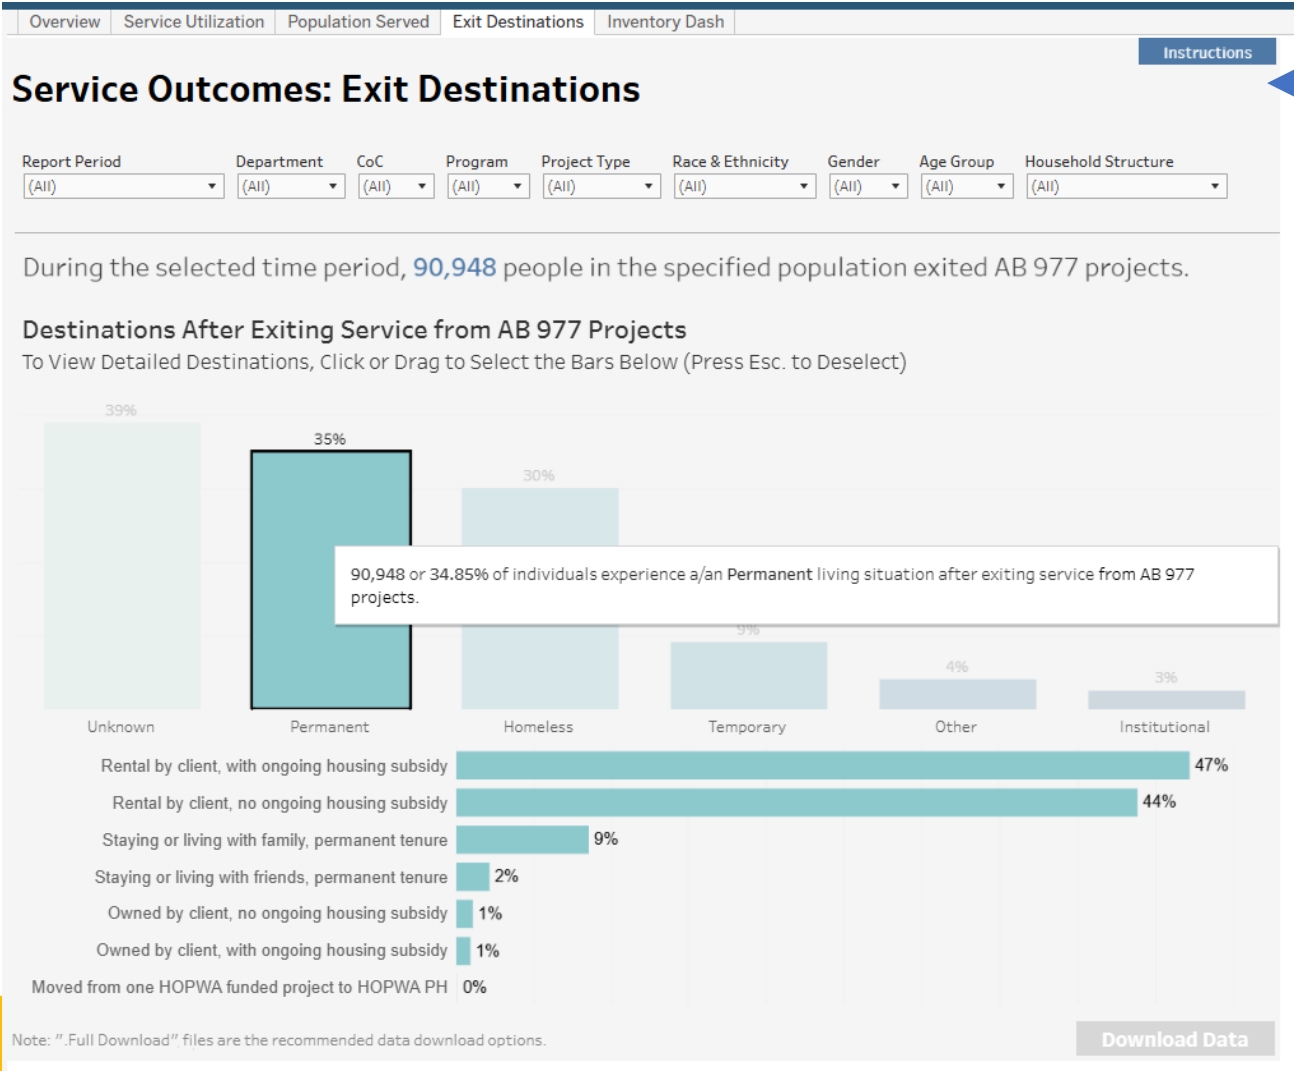 Overview
Service Utilization
Population Served
Exit Destinations
Inventory Dash
Instructions
Service Outcomes: Exit Destinations
Report Period
Department
CoC
Program
Project Type
Race & Ethnicity
Gender
Age Group
Household Structure
(All)
(All)
(All)
(All)
(All)
(All)
(All)
(All)
(All)
During the selected time period, 90,948 people in the specified population exited AB 977 projects.
Destinations After Exiting Service from AB 977 Projects
To View Detailed Destinations, Click or Drag to Select the Bars Below (Press Esc. to Deselect)
39%
35%
30%
90,948 or 34.85% of individuals experience a/an Permanent living situation after exiting service from AB 977
projects.
9%
4%
3%
Unknown
Permanent
Homeless
Temporary
Other
Institutional
Rental by client, with ongoing housing subsidy 47%
Rental by client, no ongoing housing subsidy 44%
Staying or living with family, permanent tenure 9%
Staying or living with friends, permanent tenure 2%
Owned by client, no ongoing housing subsidy 1%
Owned by client, with ongoing housing subsidy 1%
Moved from one HOPWA funded project to HOPWA PH 0%
Note: ".Full Download" files are the recommended data download options.
Download Data